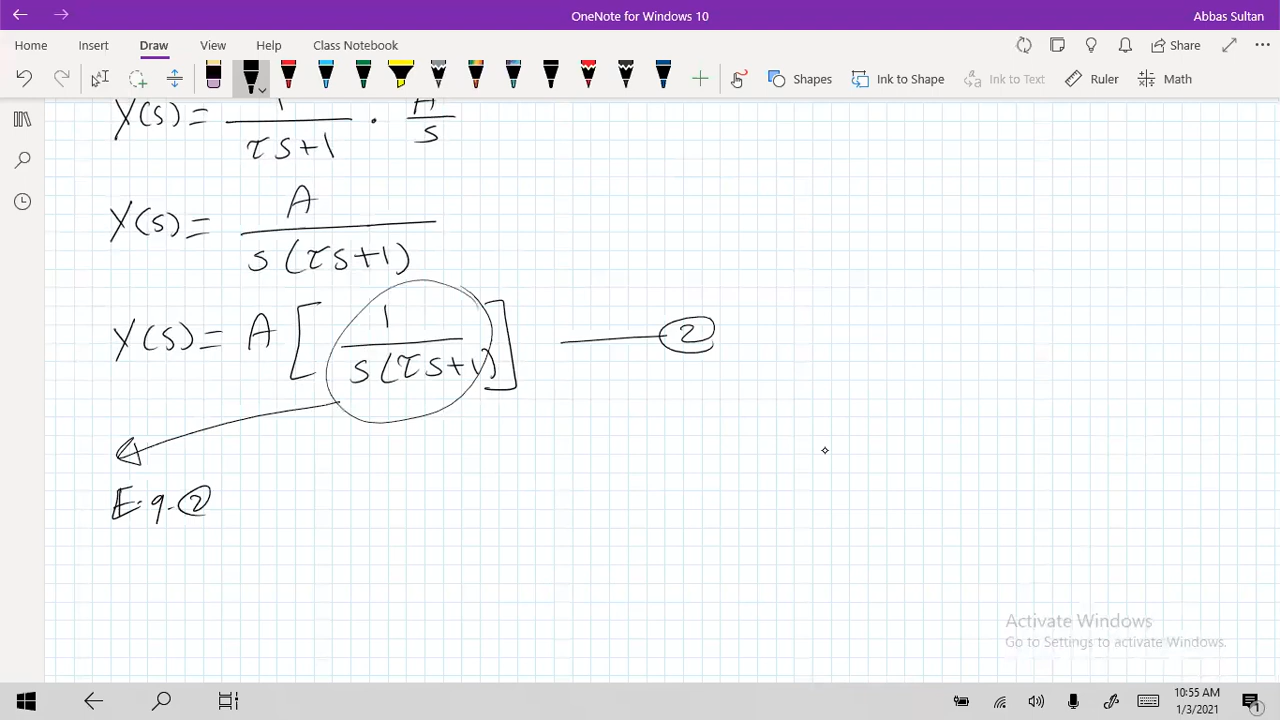 OneNote for Windows 10
Abbas Sultan
Home Insert Draw View Help Class Notebook Share
Shapes Ink to Shape Ink to Text Ruler Math
Y(s) = 1/(τs+1) · A/s
Y(s) = A/(s(τs+1))
Y(s) = A [1/(s(τs+1))] — ②
E.q.②
Activate Windows
Go to Settings to activate Windows.
10:55 AM
1/3/2021
1